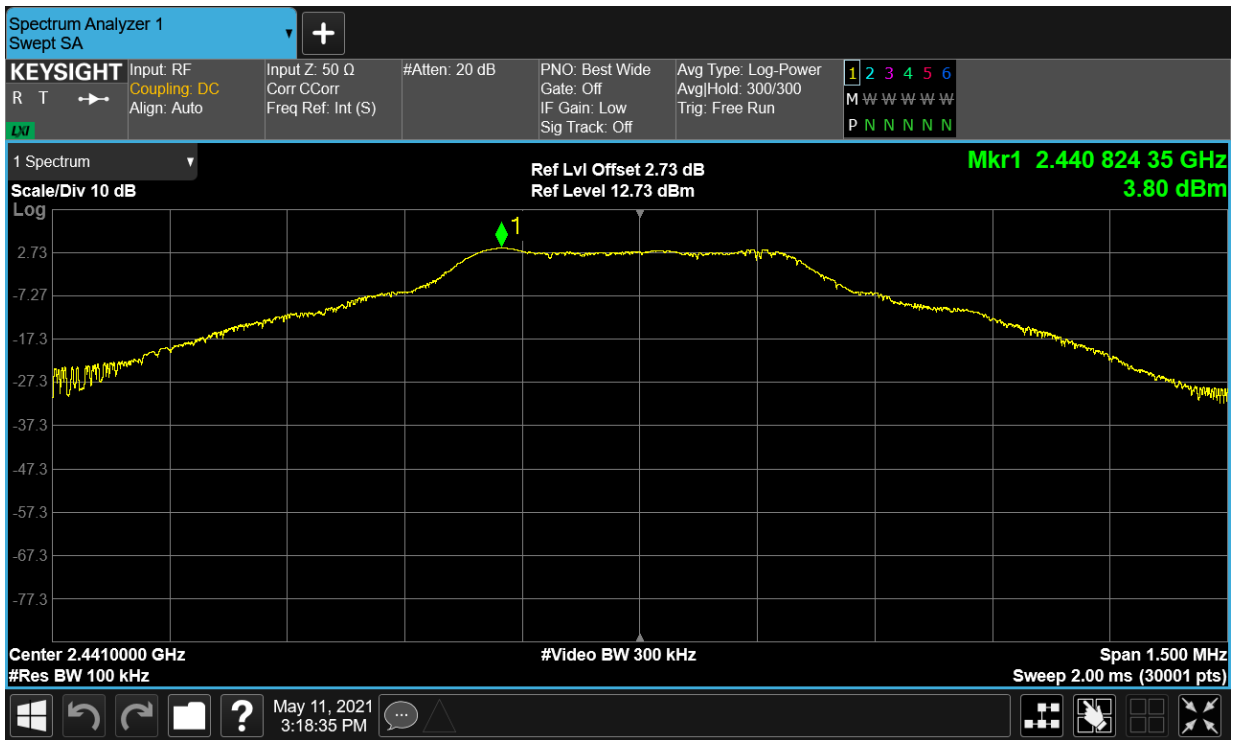 Spectrum Analyzer 1
Swept SA
KEYSIGHT
R T
LXI
Input: RF
Coupling: DC
Align: Auto
Input Z: 50 Ω
Corr CCorr
Freq Ref: Int (S)
#Atten: 20 dB
PNO: Best Wide
Gate: Off
IF Gain: Low
Sig Track: Off
Avg Type: Log-Power
Avg|Hold: 300/300
Trig: Free Run
1 2 3 4 5 6
M W W W W W
P N N N N N
1 Spectrum
Scale/Div 10 dB
Log
Ref Lvl Offset 2.73 dB
Ref Level 12.73 dBm
Mkr1 2.440 824 35 GHz
3.80 dBm
1
2.73
-7.27
-17.3
-27.3
-37.3
-47.3
-57.3
-67.3
-77.3
Center 2.4410000 GHz
#Res BW 100 kHz
#Video BW 300 kHz
Span 1.500 MHz
Sweep 2.00 ms (30001 pts)
?
May 11, 2021
3:18:35 PM